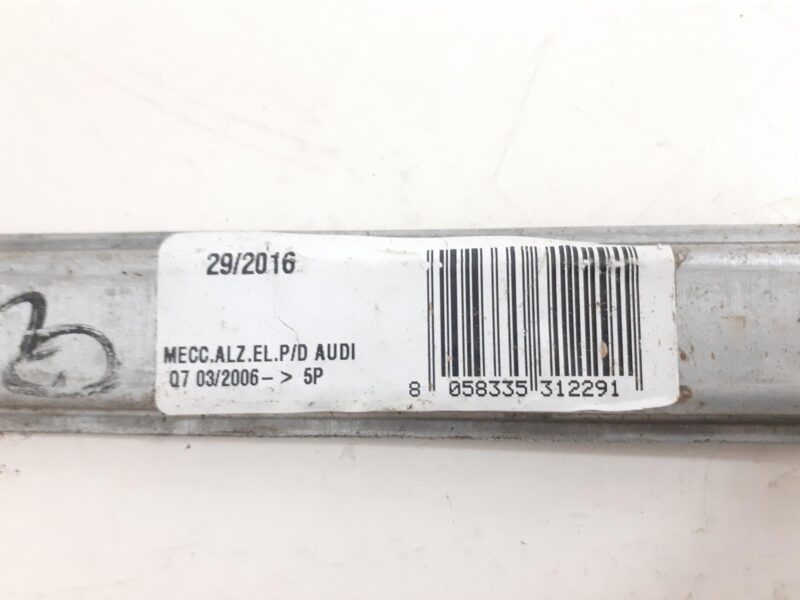 29/2016
MECC.ALZ.EL.P/D AUDI
Q7 03/2006-> 5P
8 058335 312291